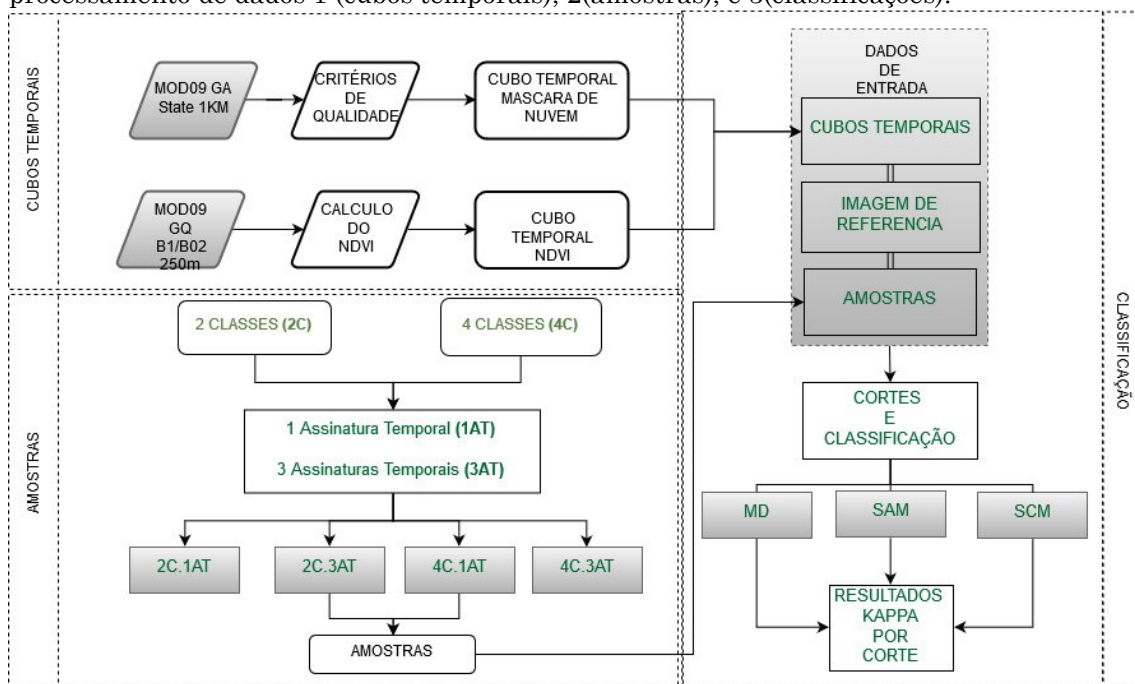 processamento de dados 1 (cubos temporais), 2(amostras), e 3(classificações).
CUBOS TEMPORAIS
MOD09 GA
State 1KM
CRITÉRIOS
DE
QUALIDADE
CUBO TEMPORAL
MASCARA DE
NUVEM
MOD09
GQ
B1/B02
250m
CALCULO
DO
NDVI
CUBO
TEMPORAL
NDVI
AMOSTRAS
2 CLASSES (2C)
4 CLASSES (4C)
1 Assinatura Temporal (1AT)
3 Assinaturas Temporais (3AT)
2C.1AT
2C.3AT
4C.1AT
4C.3AT
AMOSTRAS
CLASSIFICAÇÃO
DADOS
DE
ENTRADA
CUBOS TEMPORAIS
IMAGEM DE
REFERENCIA
AMOSTRAS
CORTES
E
CLASSIFICAÇÃO
MD
SAM
SCM
RESULTADOS
KAPPA
POR
CORTE